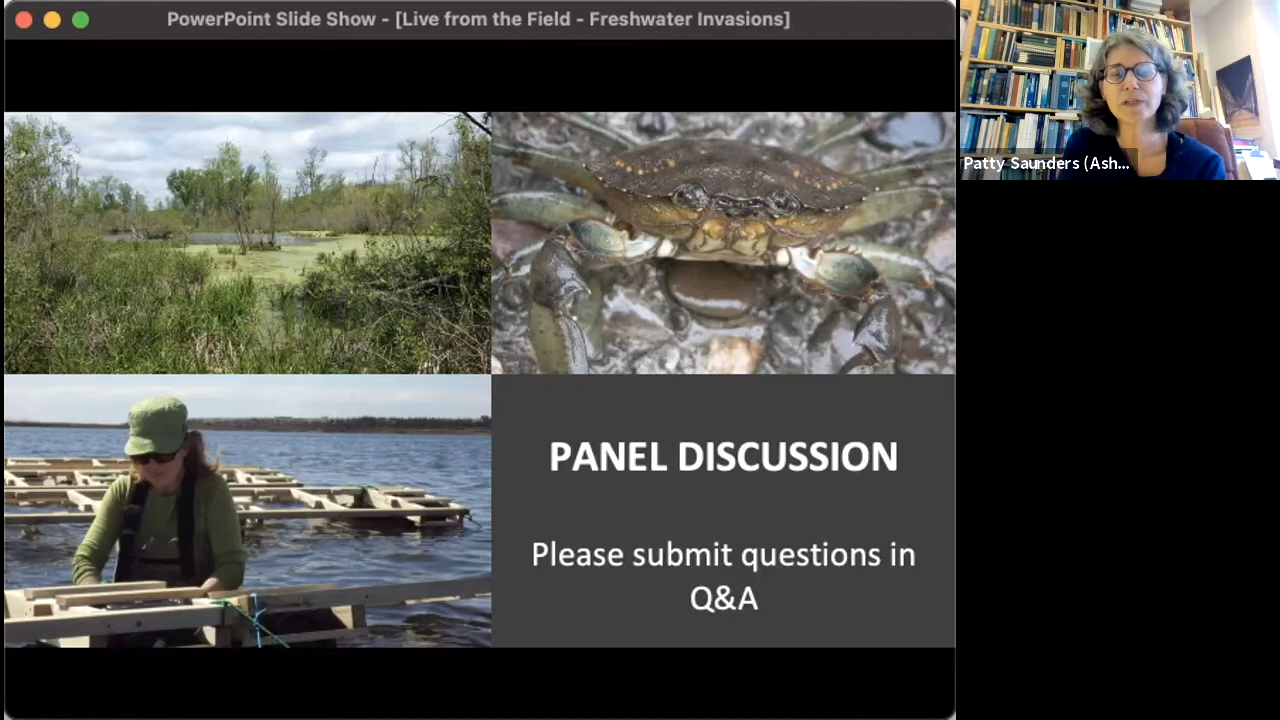 PowerPoint Slide Show - [Live from the Field - Freshwater Invasions]
Patty Saunders (Ash...
PANEL DISCUSSION
Please submit questions in
Q&A